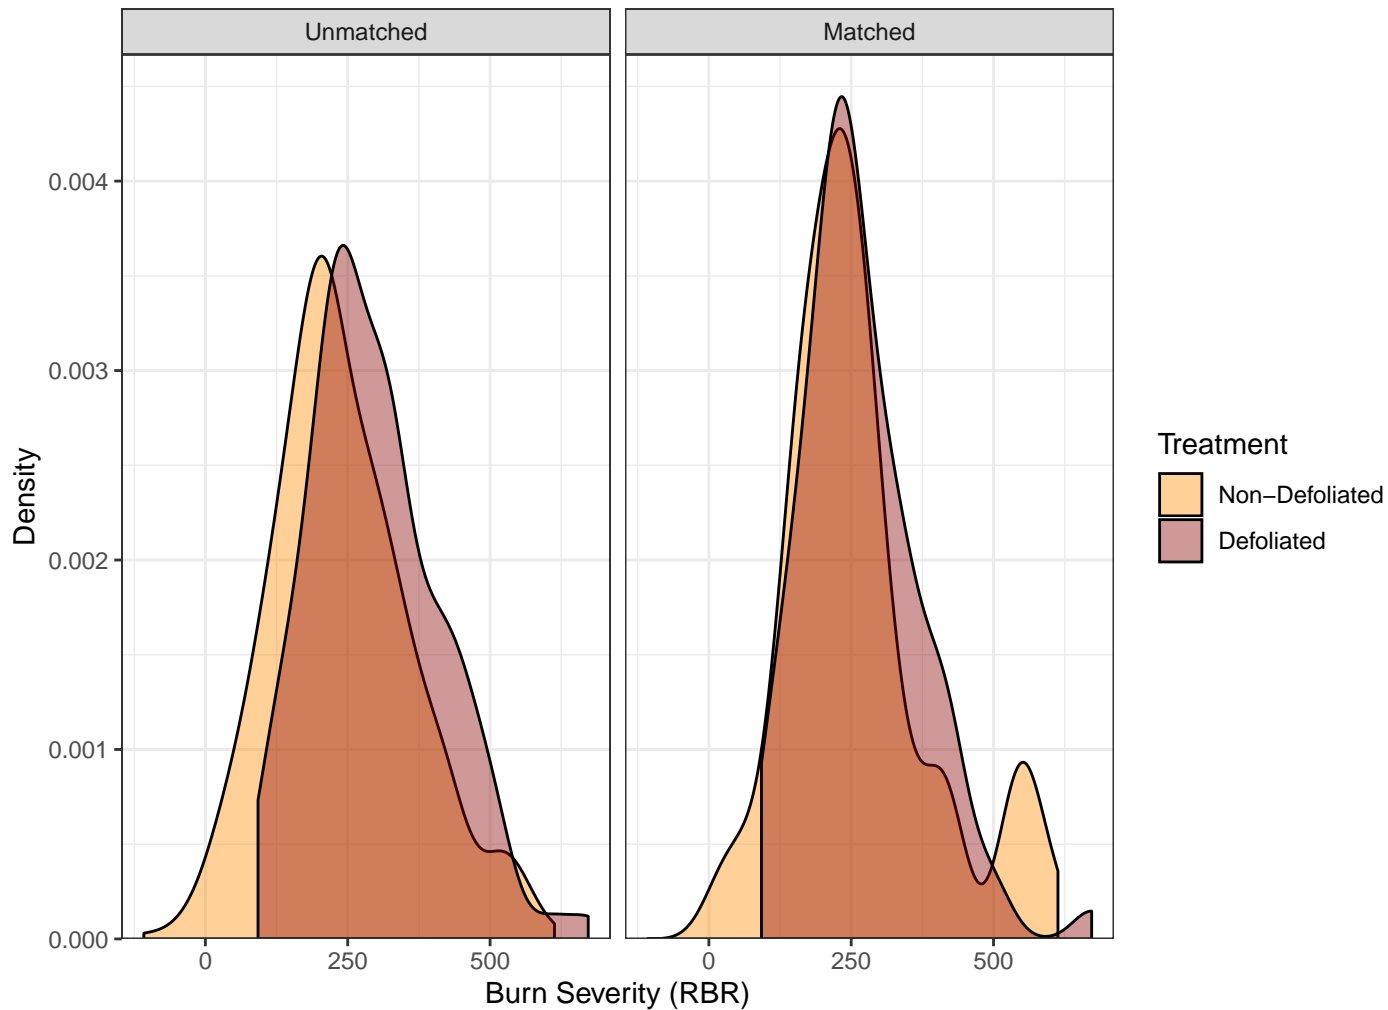 Unmatched
Matched
Density
0.004
0.003
0.002
0.001
0.000
0
250
500
0
250
500
Burn Severity (RBR)
Treatment
Non−Defoliated
Defoliated